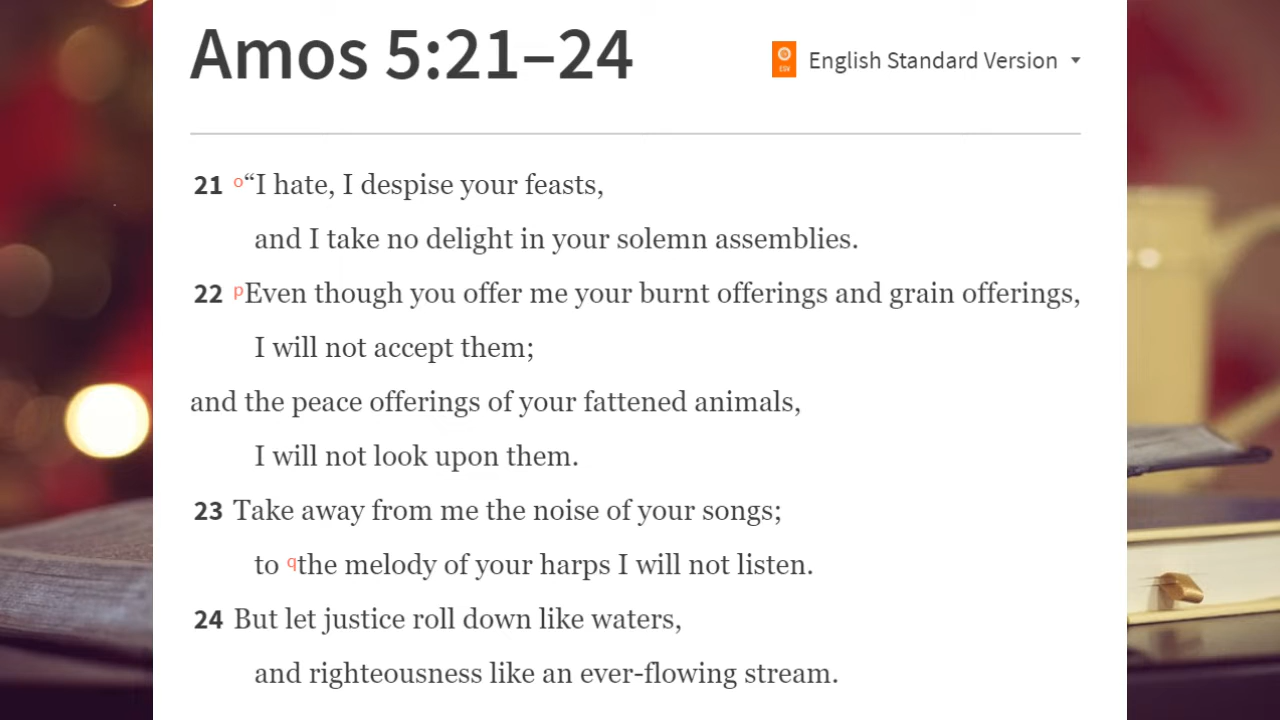 Amos 5:21–24
ESV
English Standard Version
21 o“I hate, I despise your feasts,
and I take no delight in your solemn assemblies.
22 pEven though you offer me your burnt offerings and grain offerings,
I will not accept them;
and the peace offerings of your fattened animals,
I will not look upon them.
23 Take away from me the noise of your songs;
to qthe melody of your harps I will not listen.
24 But let justice roll down like waters,
and righteousness like an ever-flowing stream.